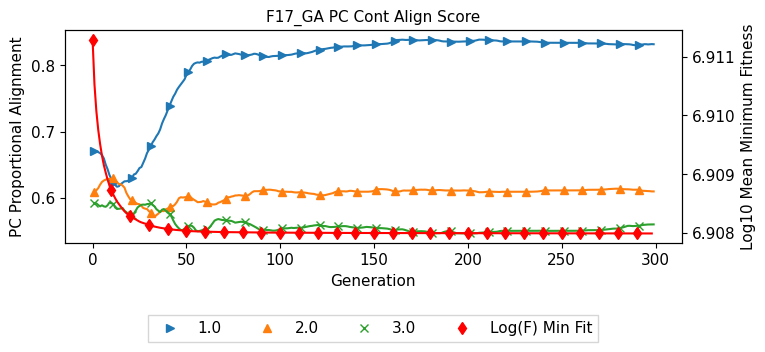 F17_GA PC Cont Align Score
PC Proportional Alignment
0.8
0.7
0.6
6.911
6.910
6.909
6.908
Log10 Mean Minimum Fitness
0 50 100 150 200 250 300
Generation
1.0 2.0 3.0 Log(F) Min Fit